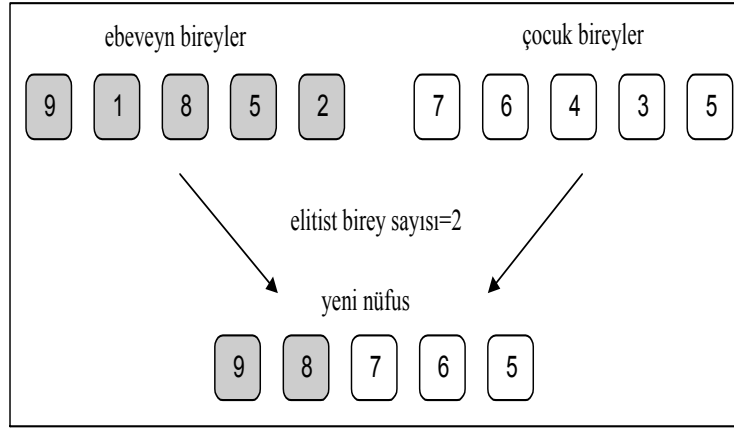 ebeveyn bireyler
çocuk bireyler
9 1 8 5 2
7 6 4 3 5
elitist birey sayısı=2
yeni nüfus
9 8 7 6 5